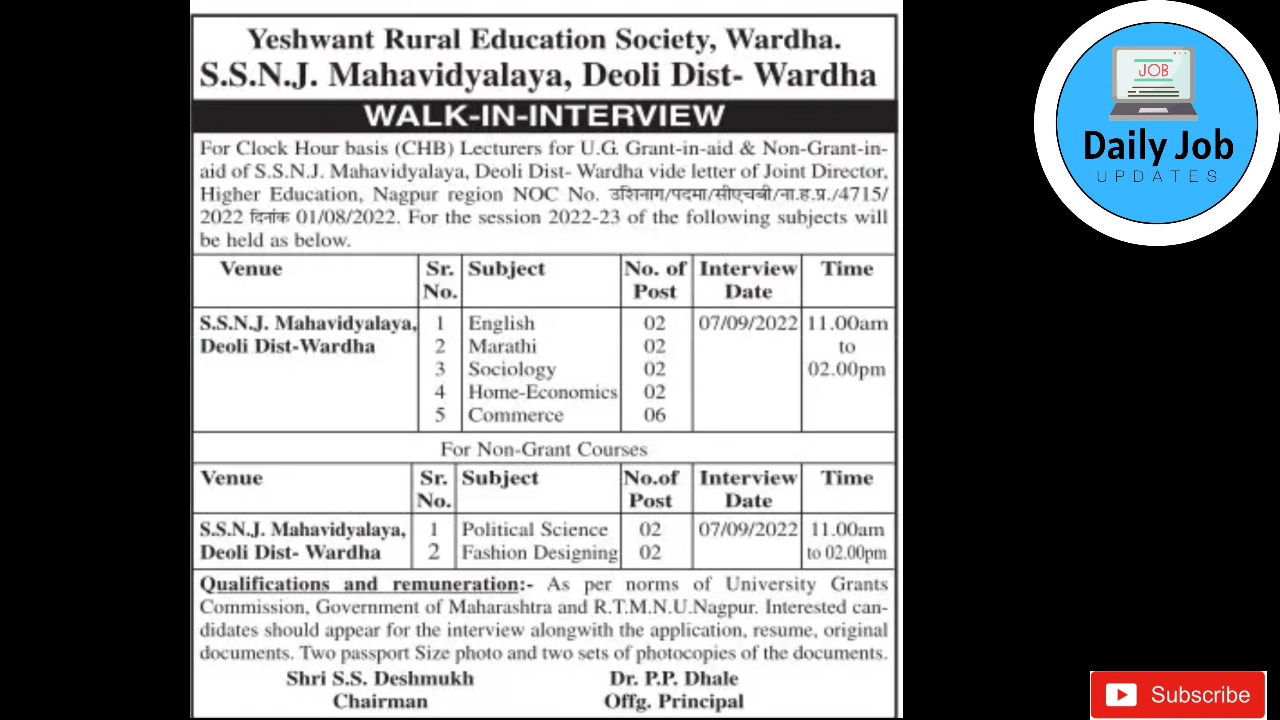 Yeshwant Rural Education Society, Wardha.
S.S.N.J. Mahavidyalaya, Deoli Dist- Wardha
WALK-IN-INTERVIEW
For Clock Hour basis (CHB) Lecturers for U.G. Grant-in-aid & Non-Grant-in-
aid of S.S.N.J. Mahavidyalaya, Deoli Dist- Wardha vide letter of Joint Director,
Higher Education, Nagpur region NOC No. उशिनाग/पदमा/सीएचबी/ना.ह.प्र./4715/
2022 दिनांक 01/08/2022. For the session 2022-23 of the following subjects will
be held as below.
Venue Sr. No. Subject No. of Post Interview Date Time
S.S.N.J. Mahavidyalaya, 1 English 02 07/09/2022 11.00am
Deoli Dist-Wardha 2 Marathi 02 to
3 Sociology 02 02.00pm
4 Home-Economics 02
5 Commerce 06
For Non-Grant Courses
Venue Sr. No. Subject No.of Post Interview Date Time
S.S.N.J. Mahavidyalaya, 1 Political Science 02 07/09/2022 11.00am
Deoli Dist- Wardha 2 Fashion Designing 02 to 02.00pm
Qualifications and remuneration:- As per norms of University Grants
Commission, Government of Maharashtra and R.T.M.N.U.Nagpur. Interested can-
didates should appear for the interview alongwith the application, resume, original
documents. Two passport Size photo and two sets of photocopies of the documents.
Shri S.S. Deshmukh Dr. P.P. Dhale
Chairman Offg. Principal
JOB
Daily Job
UPDATES
Subscribe